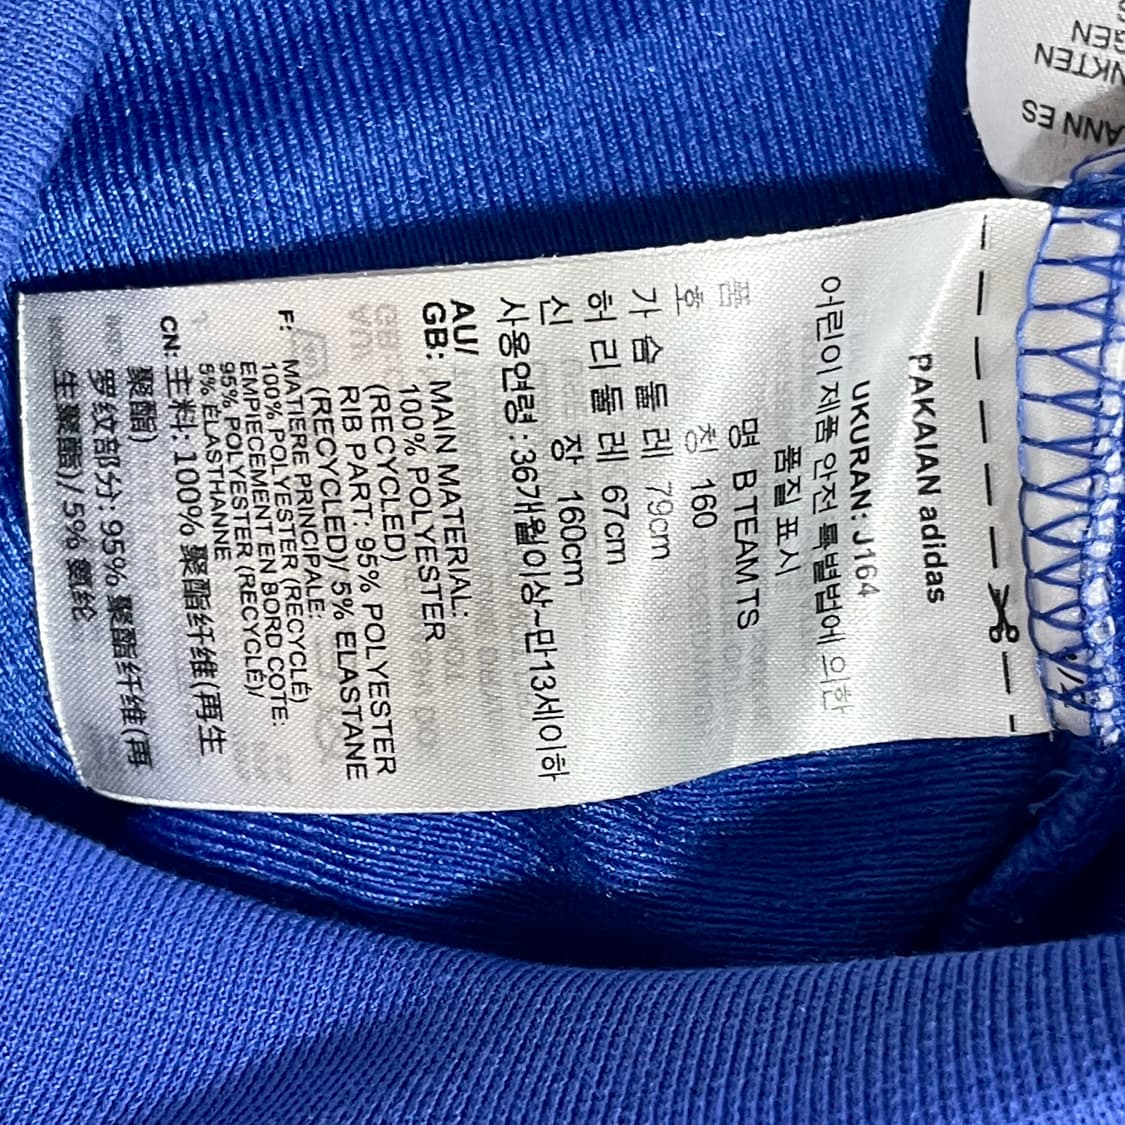 ANN ES
NKTEN
GEN
PAKAIAN adidas
UKURAN: J164
어린이제품 안전 특별법에 의한
품질 표시
품 명 B TEAM TS
호 칭 160
가 슴 둘 레 79cm
허 리 둘 레 67cm
신 장 160cm
사용연령 : 36개월이상~만13세이하
AU/
GB: MAIN MATERIAL:
100% POLYESTER
(RECYCLED)
RIB PART: 95% POLYESTER
(RECYCLED)/ 5% ELASTANE
F: MATIERE PRINCIPALE:
100% POLYESTER (RECYCLÉ)
EMPIECEMENT EN BORD COTE:
95% POLYESTER (RECYCLÉ)/
5% ÉLASTHANNE
CN: 主料: 100% 聚酯纤维(再生
聚酯)
罗纹部分: 95% 聚酯纤维(再
生聚酯)/ 5% 氨纶